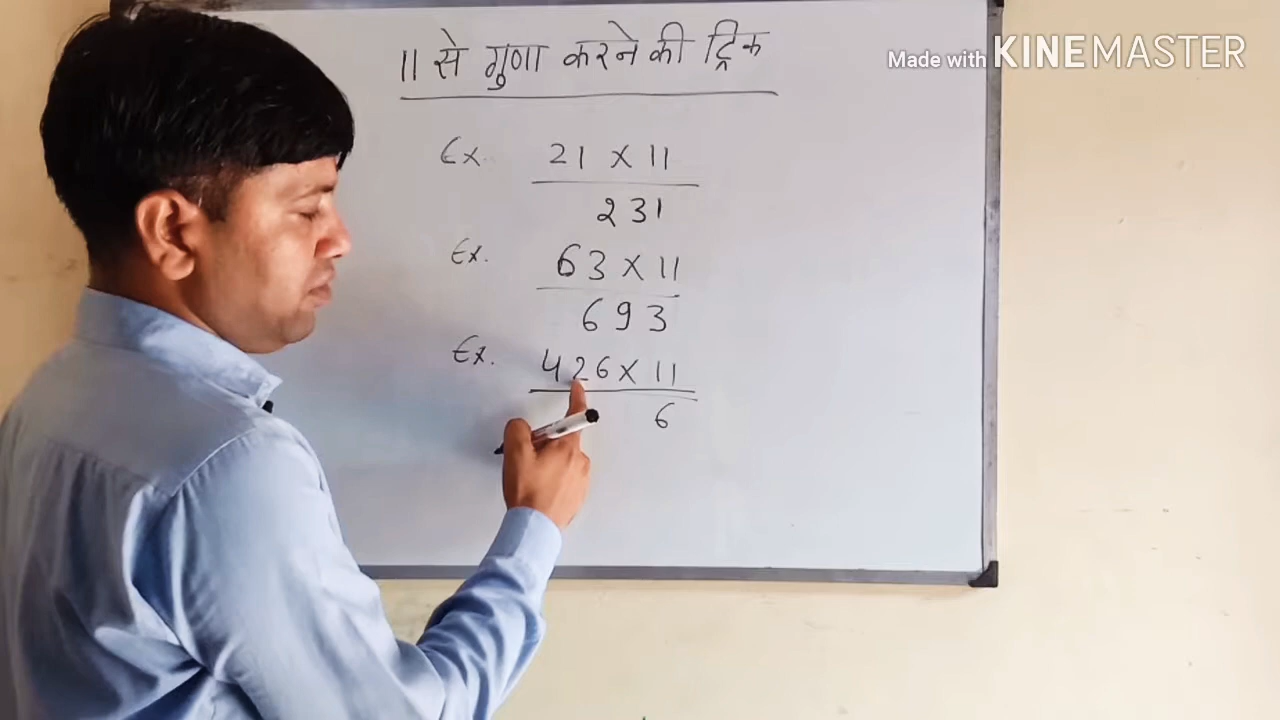 11 से गुणा करने की ट्रिक
Made with KINEMASTER
Ex. 21 X 11
231
Ex. 63 X 11
693
Ex. 426 X 11
6